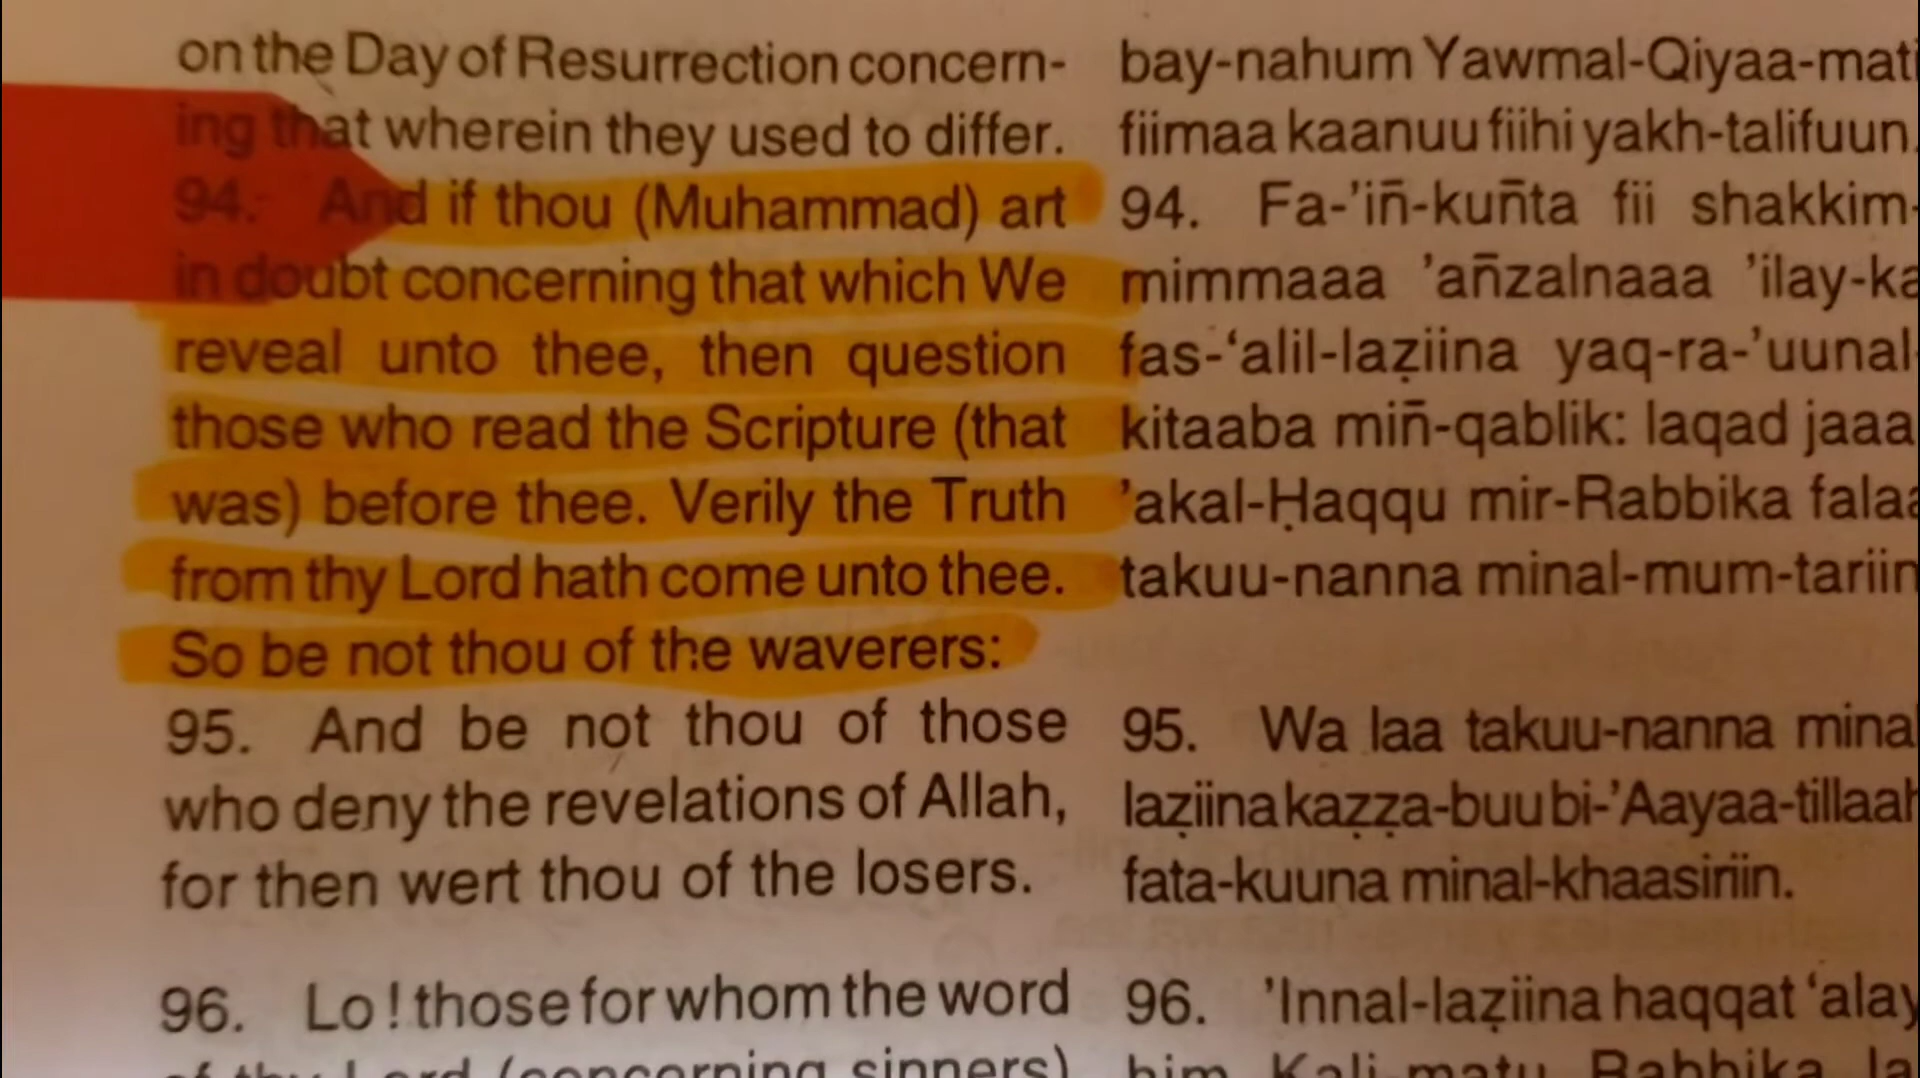 on the Day of Resurrection concern-
ing that wherein they used to differ.
94. And if thou (Muhammad) art
in doubt concerning that which We
reveal unto thee, then question
those who read the Scripture (that
was) before thee. Verily the Truth
from thy Lord hath come unto thee.
So be not thou of the waverers:
95. And be not thou of those
who deny the revelations of Allah,
for then wert thou of the losers.
96. Lo! those for whom the word
of thy Lord (concerning sinners)
bay-nahum Yawmal-Qiyaa-mati
fiimaa kaanuu fiihi yakh-talifuun.
94. Fa-’iñ-kuñta fii shakkim-
mimmaaa ’añzalnaaa ’ilay-ka
fas-‘alil-laẓiina yaq-ra-’uunal-
kitaaba miñ-qablik: laqad jaaa
’akal-Ḥaqqu mir-Rabbika falaa
takuu-nanna minal-mum-tariin
95. Wa laa takuu-nanna minal
laẓiina kaẓẓa-buu bi-’Aayaa-tillaah
fata-kuuna minal-khaasiriin.
96. ’Innal-laẓiina haqqat ‘alay
him Kali-matu Rabbika la